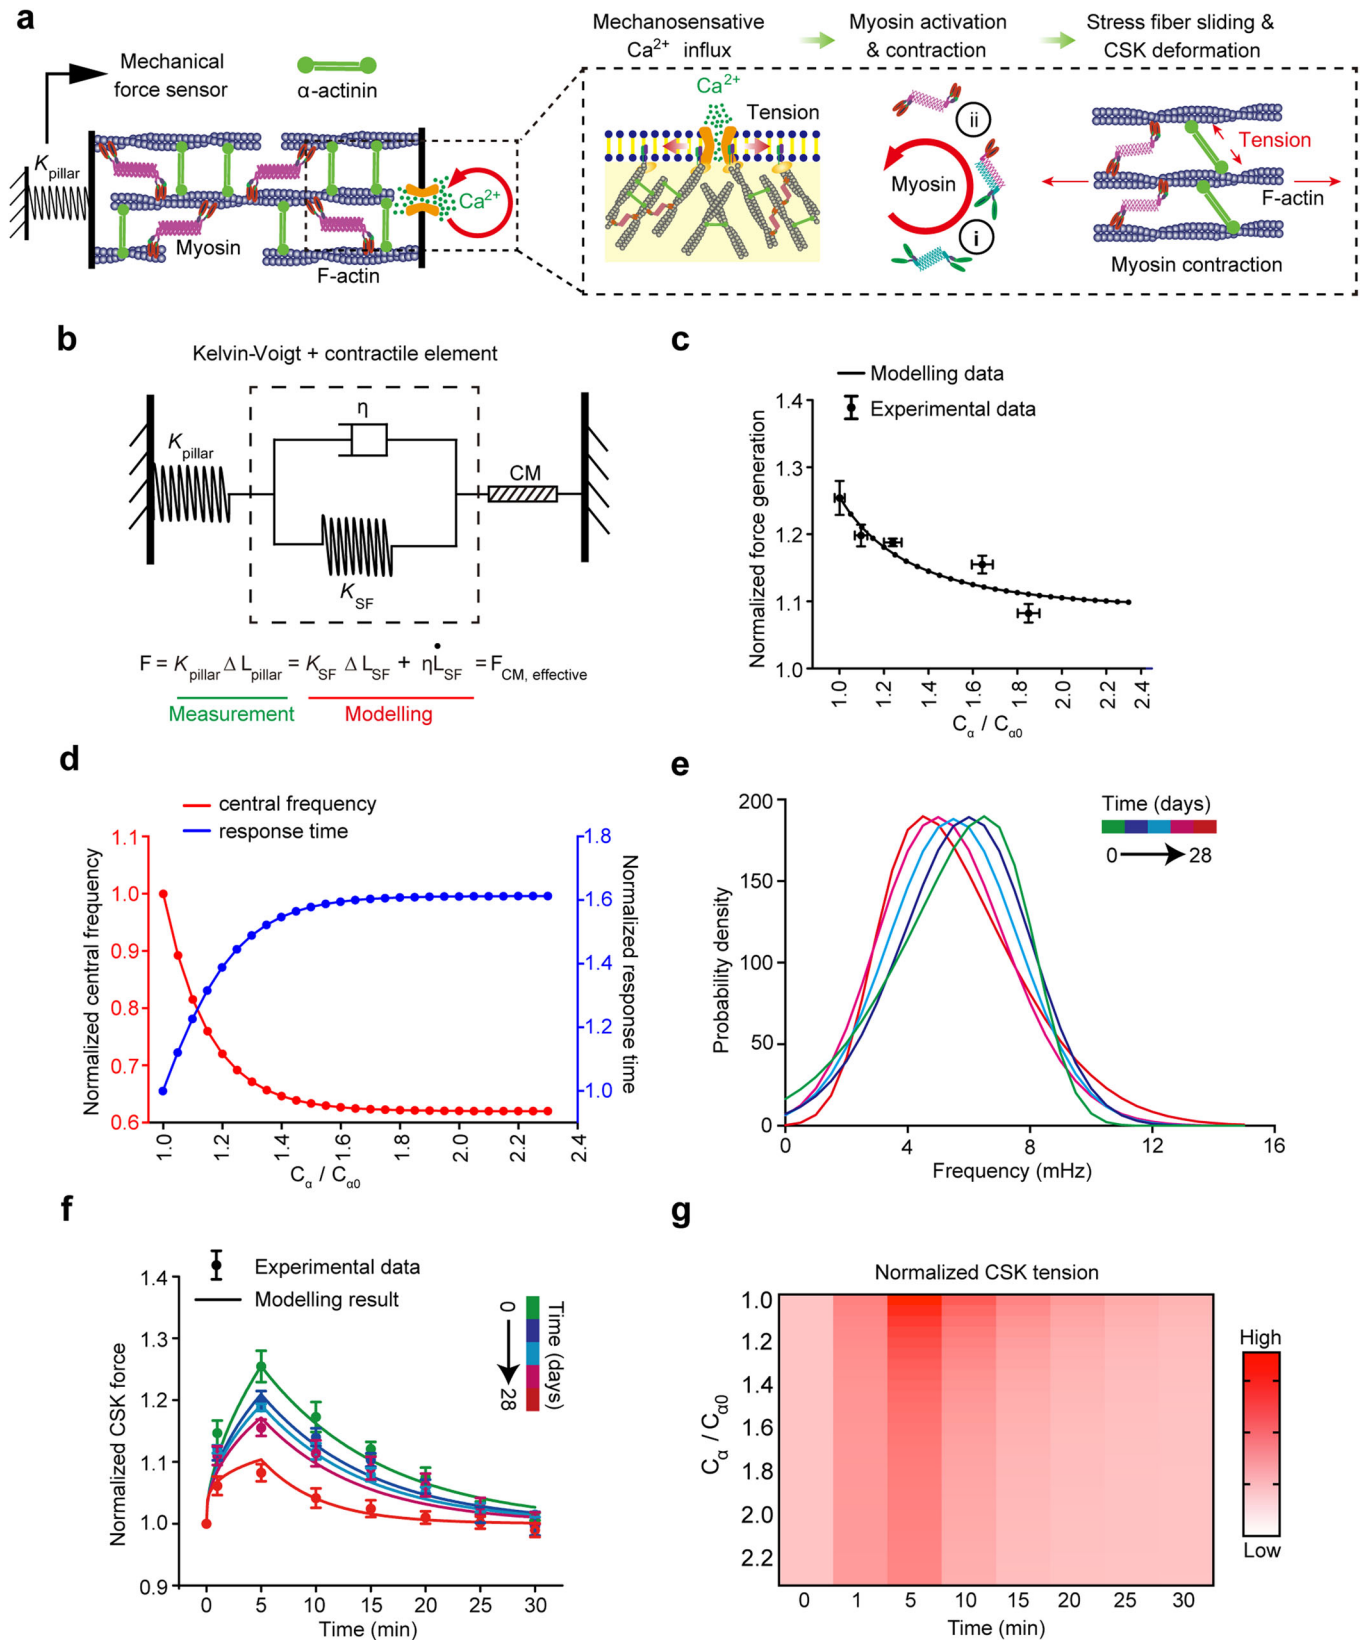 a
Mechanical
force sensor
α-actinin
K pillar
Myosin
F-actin
Ca2+
Mechanosensative
Ca2+ influx
Myosin activation
& contraction
Stress fiber sliding &
CSK deformation
Ca2+
Tension
Myosin
ii
i
Tension
F-actin
Myosin contraction
b
Kelvin-Voigt + contractile element
K pillar
η
K SF
CM
F = K pillar Δ L pillar = K SF Δ L SF + η L̇ SF = F CM, effective
Measurement
Modelling
c
Modelling data
Experimental data
Normalized force generation
1.4
1.3
1.2
1.1
1.0
1.0 1.2 1.4 1.6 1.8 2.0 2.2 2.4
Cα / Cα0
d
central frequency
response time
Normalized central frequency
1.1
1.0
0.9
0.8
0.7
0.6
Normalized response time
1.8
1.6
1.4
1.2
1.0
1.0 1.2 1.4 1.6 1.8 2.0 2.2 2.4
Cα / Cα0
e
Time (days)
0 28
Probability density
200
150
100
50
0
0 4 8 12 16
Frequency (mHz)
f
Experimental data
Modelling result
Time (days)
0 28
Normalized CSK force
1.4
1.3
1.2
1.1
1.0
0.9
0 5 10 15 20 25 30
Time (min)
g
Normalized CSK tension
Cα / Cα0
1.0
1.2
1.4
1.6
1.8
2.0
2.2
0 1 5 10 15 20 25 30
Time (min)
High
Low